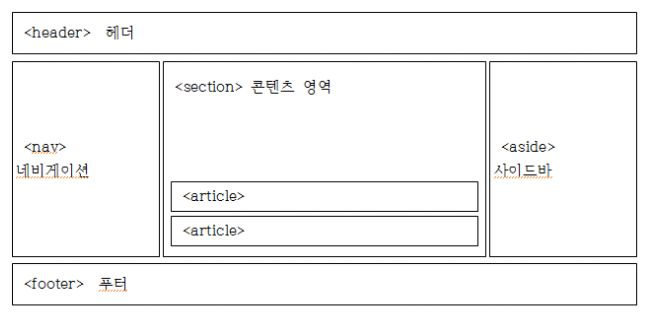 <header> 헤더
<section> 콘텐츠 영역
<nav>
네비게이션
<aside>
사이드바
<article>
<article>
<footer> 푸터